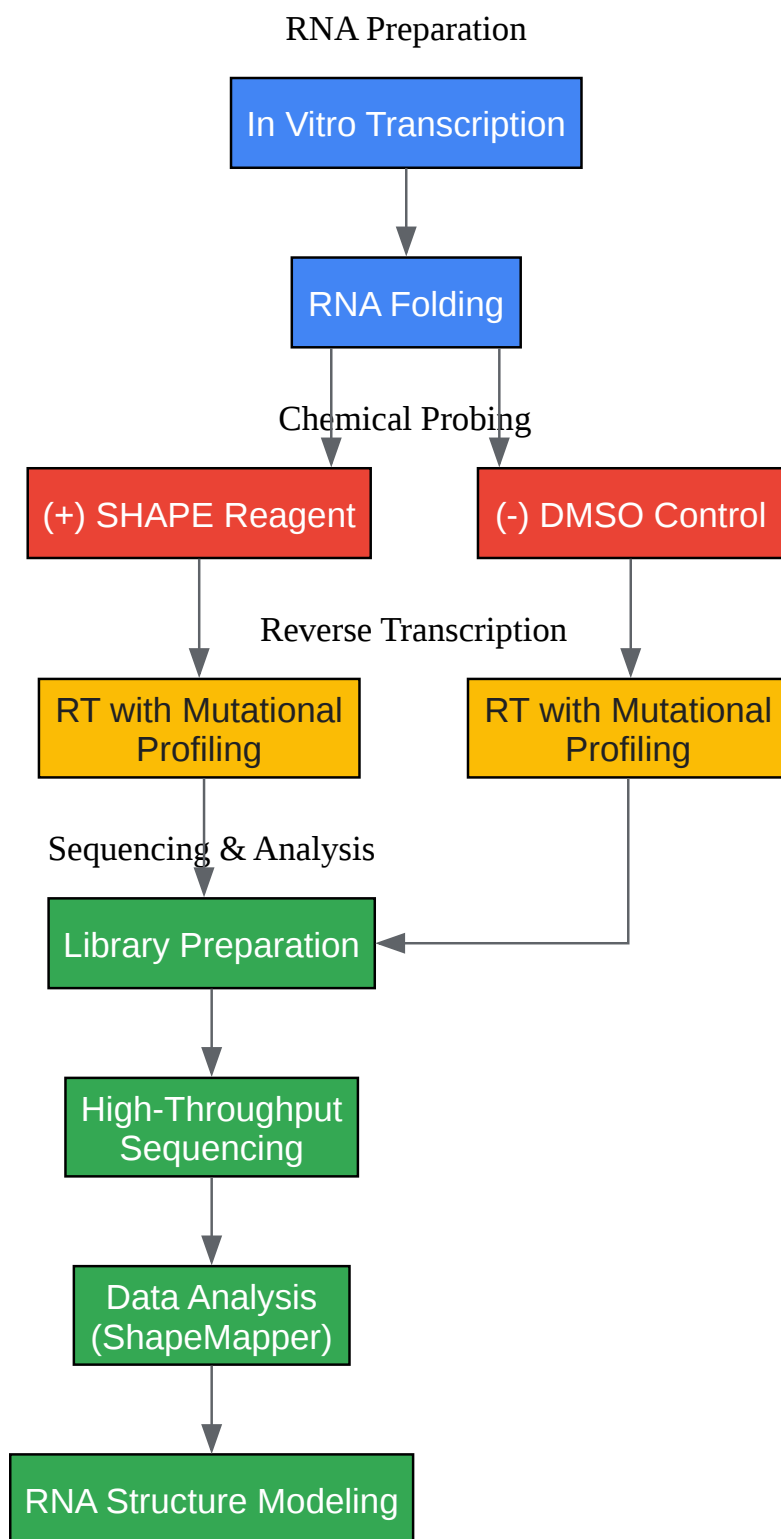 RNA Preparation
In Vitro Transcription
RNA Folding
Chemical Probing
(+) SHAPE Reagent
(-) DMSO Control
Reverse Transcription
RT with Mutational
Profiling
RT with Mutational
Profiling
Sequencing & Analysis
Library Preparation
High-Throughput
Sequencing
Data Analysis
(ShapeMapper)
RNA Structure Modeling